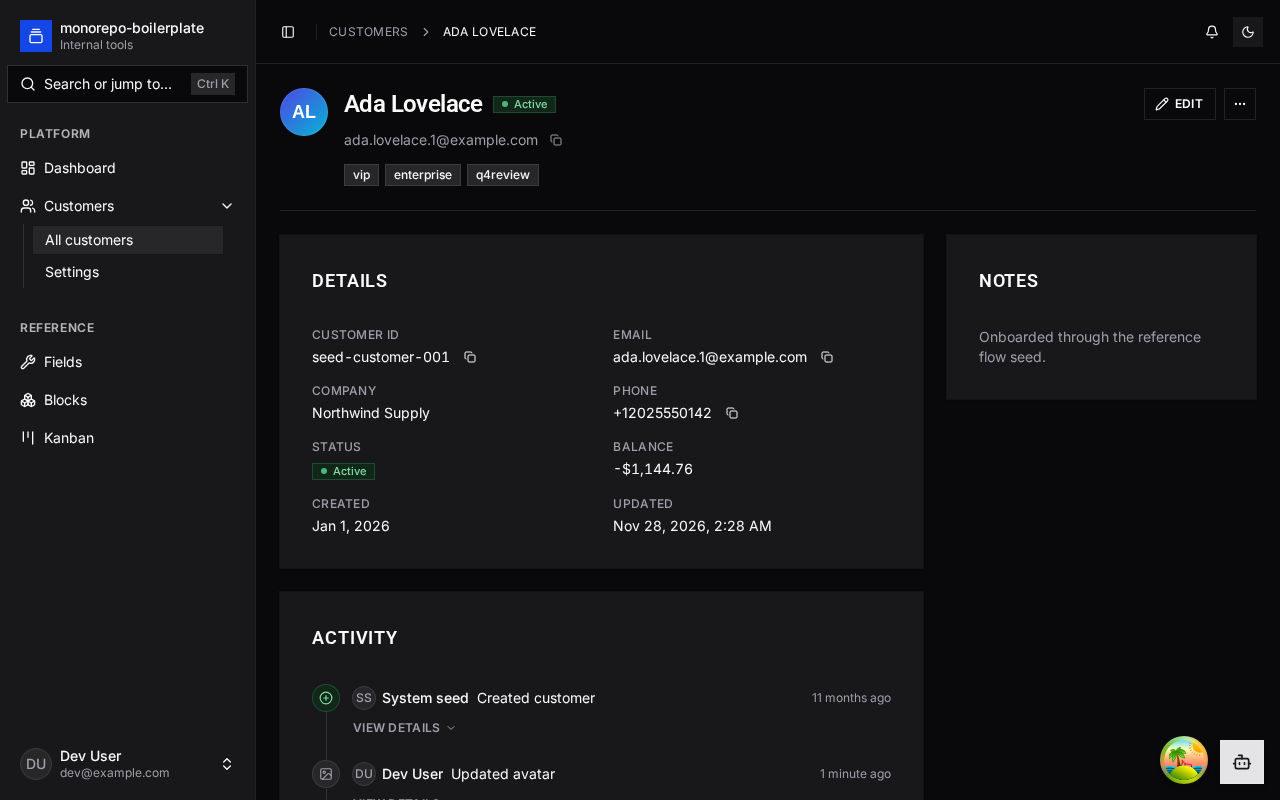 monorepo-boilerplate
Internal tools
Search or jump to...
Ctrl K
PLATFORM
Dashboard
Customers
All customers
Settings
REFERENCE
Fields
Blocks
Kanban
DU
Dev User
dev@example.com
CUSTOMERS
ADA LOVELACE
AL
Ada Lovelace
Active
ada.lovelace.1@example.com
vip
enterprise
q4review
EDIT
DETAILS
CUSTOMER ID
seed-customer-001
EMAIL
ada.lovelace.1@example.com
COMPANY
Northwind Supply
PHONE
+12025550142
STATUS
Active
BALANCE
-$1,144.76
CREATED
Jan 1, 2026
UPDATED
Nov 28, 2026, 2:28 AM
NOTES
Onboarded through the reference
flow seed.
ACTIVITY
SS System seed Created customer
11 months ago
VIEW DETAILS
DU Dev User Updated avatar
1 minute ago